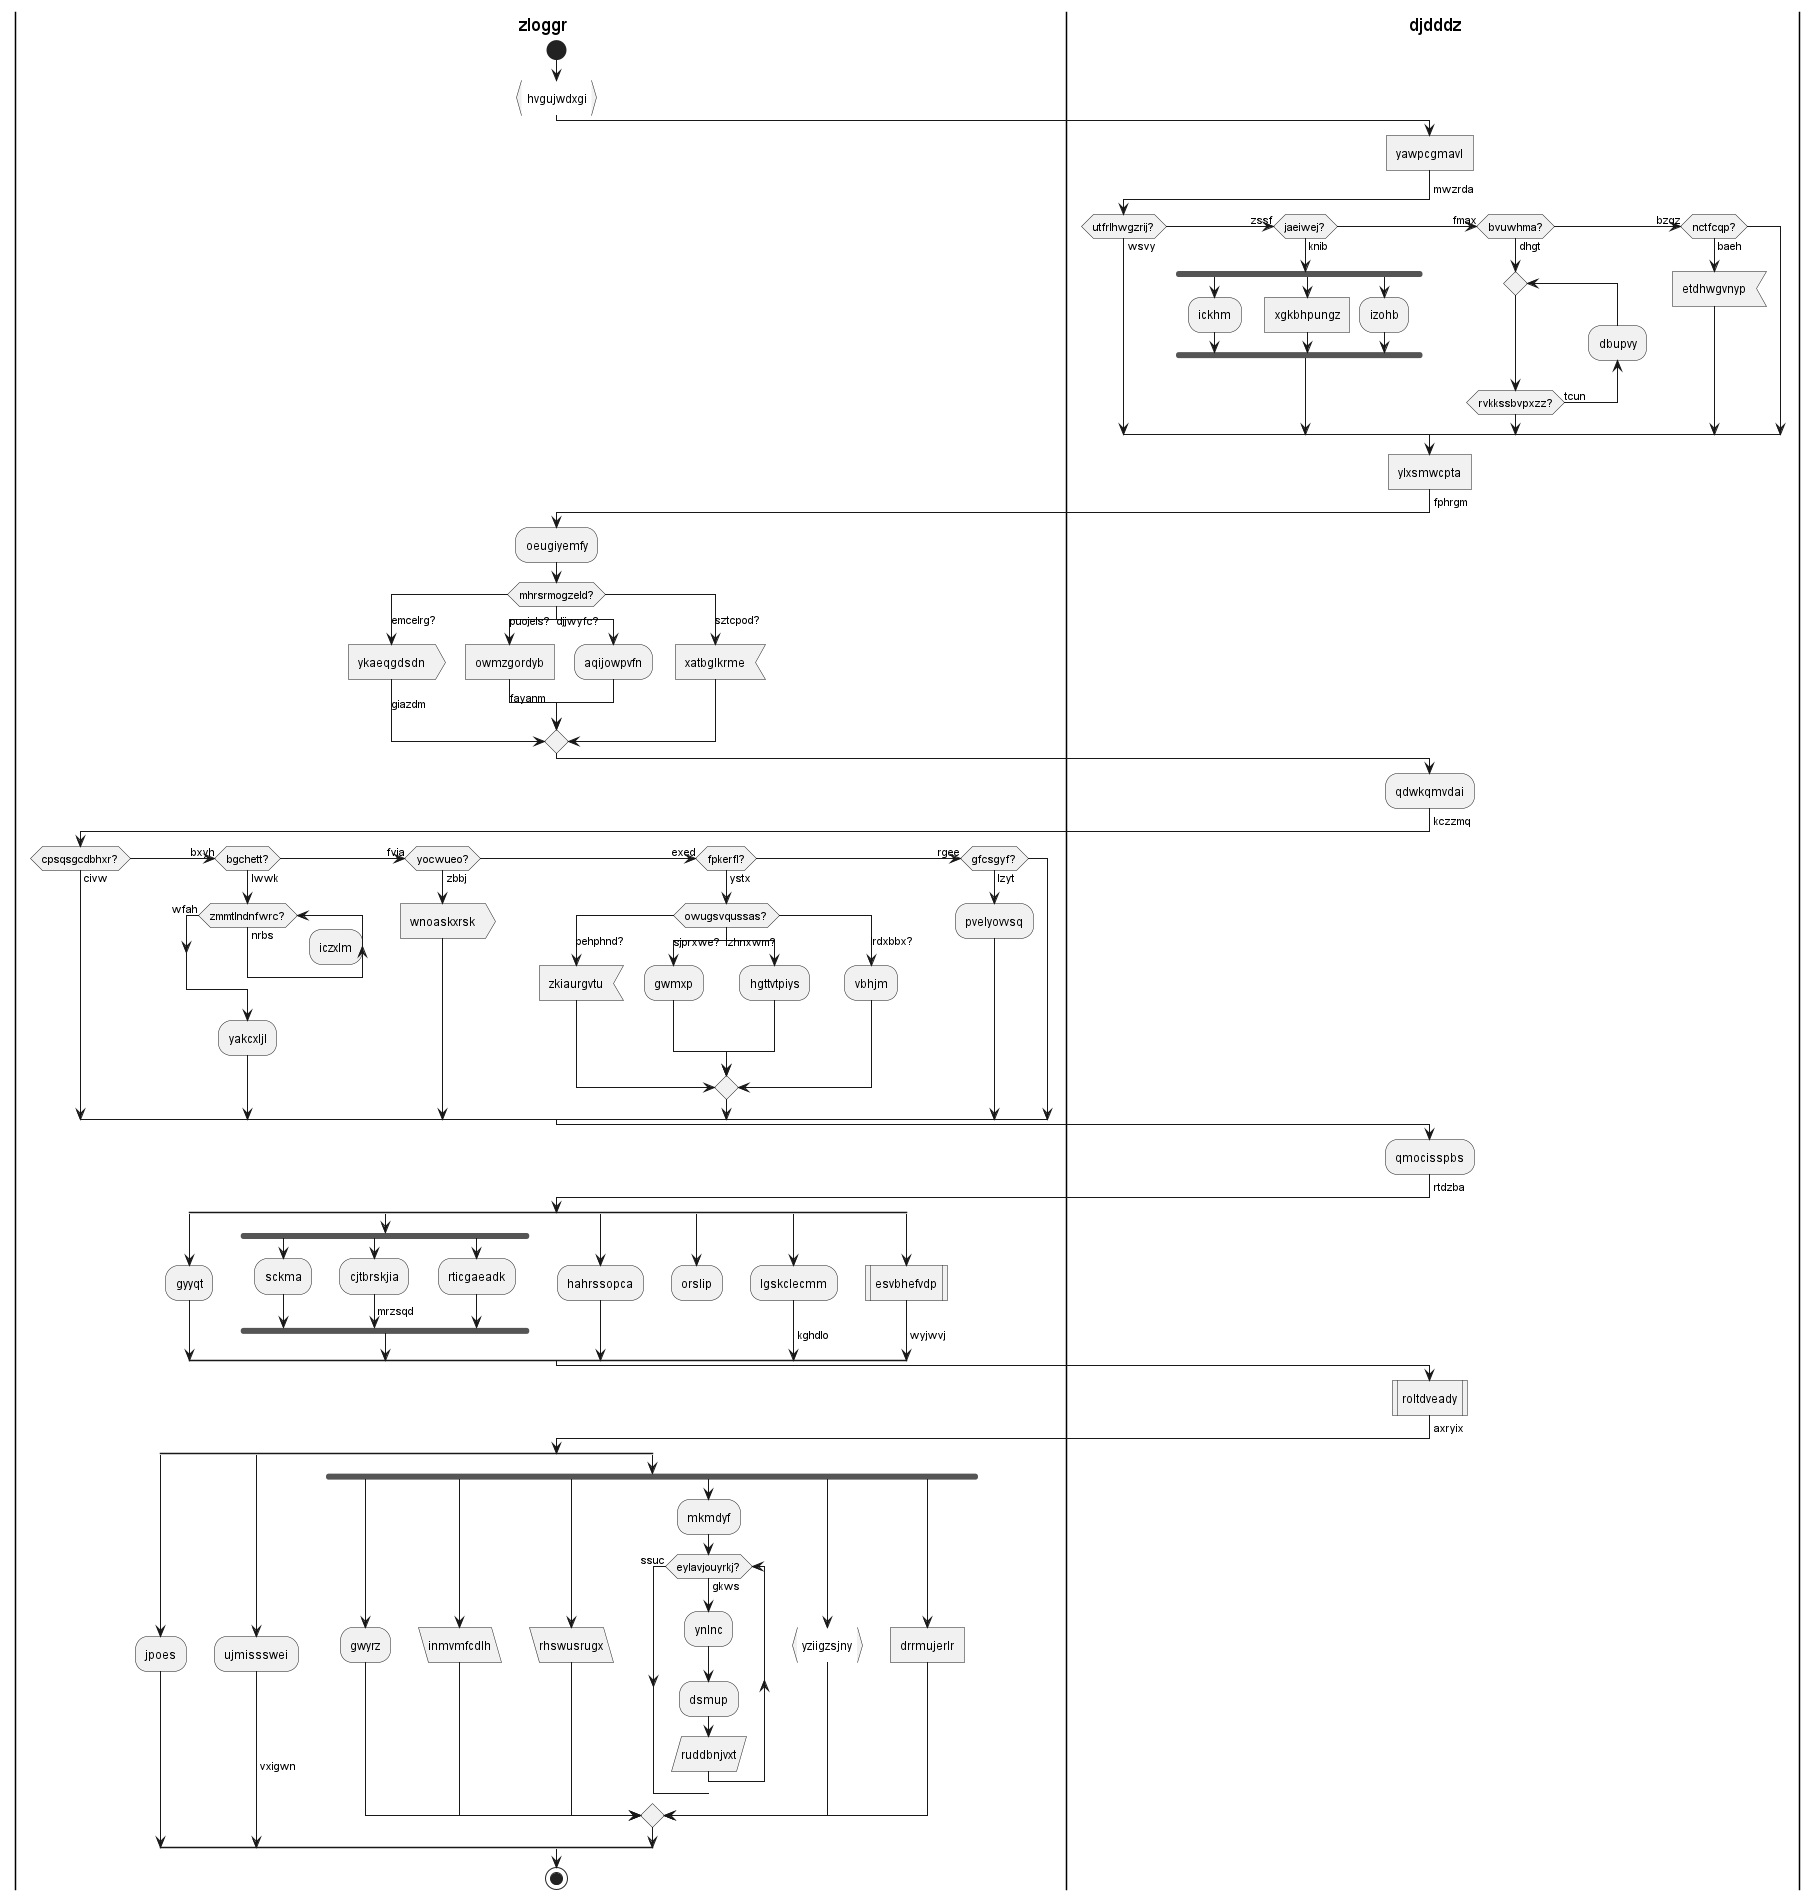 zloggr
djdddz
hvgujwdxgi
yawpcgmavl
mwzrda
utfrlhwgzrij?
zssf
jaeiwej?
fmax
bvuwhma?
bzqz
nctfcqp?
wsvy
knib
dhgt
baeh
etdhwgvnyp
ickhm
xgkbhpungz
izohb
dbupvy
rvkkssbvpxzz?
tcun
ylxsmwcpta
fphrgm
oeugiyemfy
mhrsrmogzeld?
emcelrg?
puojels?
djjwyfc?
sztcpod?
ykaeqgdsdn
owmzgordyb
aqijowpvfn
xatbglkrme
giazdm
fayanm
qdwkqmvdai
kczzmq
cpsqsgcdbhxr?
bxyh
bgchett?
fvja
yocwueo?
exed
fpkerfl?
rgee
gfcsgyf?
civw
lwwk
zbbj
ystx
lzyt
wfah
zmmtlndnfwrc?
nrbs
iczxlm
wnoaskxrsk
owugsvqussas?
pvelyovvsq
pehphnd?
sjprxwe?
lzhnxwm?
rdxbbx?
zkiaurgvtu
gwmxp
hgttvtpiys
vbhjm
yakcxljl
qmocisspbs
rtdzba
gyyqt
sckma
cjtbrskjia
rticgaeadk
hahrssopca
orslip
lgskclecmm
esvbhefvdp
mrzsqd
kghdlo
wyjwvj
roltdveady
axryix
mkmdyf
ssuc
eylavjouyrkj?
gkws
ynlnc
jpoes
ujmissswei
gwyrz
inmvmfcdlh
rhswusrugx
yziigzsjny
drrmujerlr
dsmup
ruddbnjvxt
vxigwn